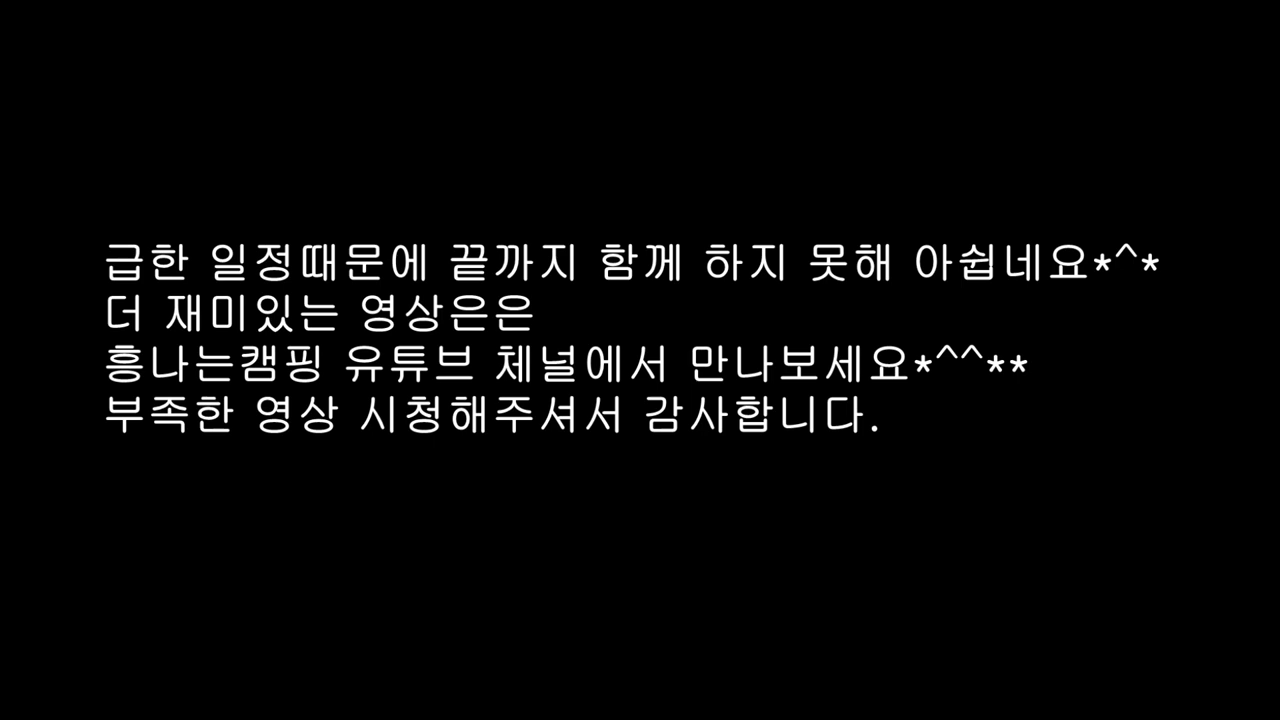 급한 일정때문에 끝까지 함께 하지 못해 아쉽네요*^*
더 재미있는 영상은은
흥나는캠핑 유튜브 체널에서 만나보세요*^^**
부족한 영상 시청해주셔서 감사합니다.